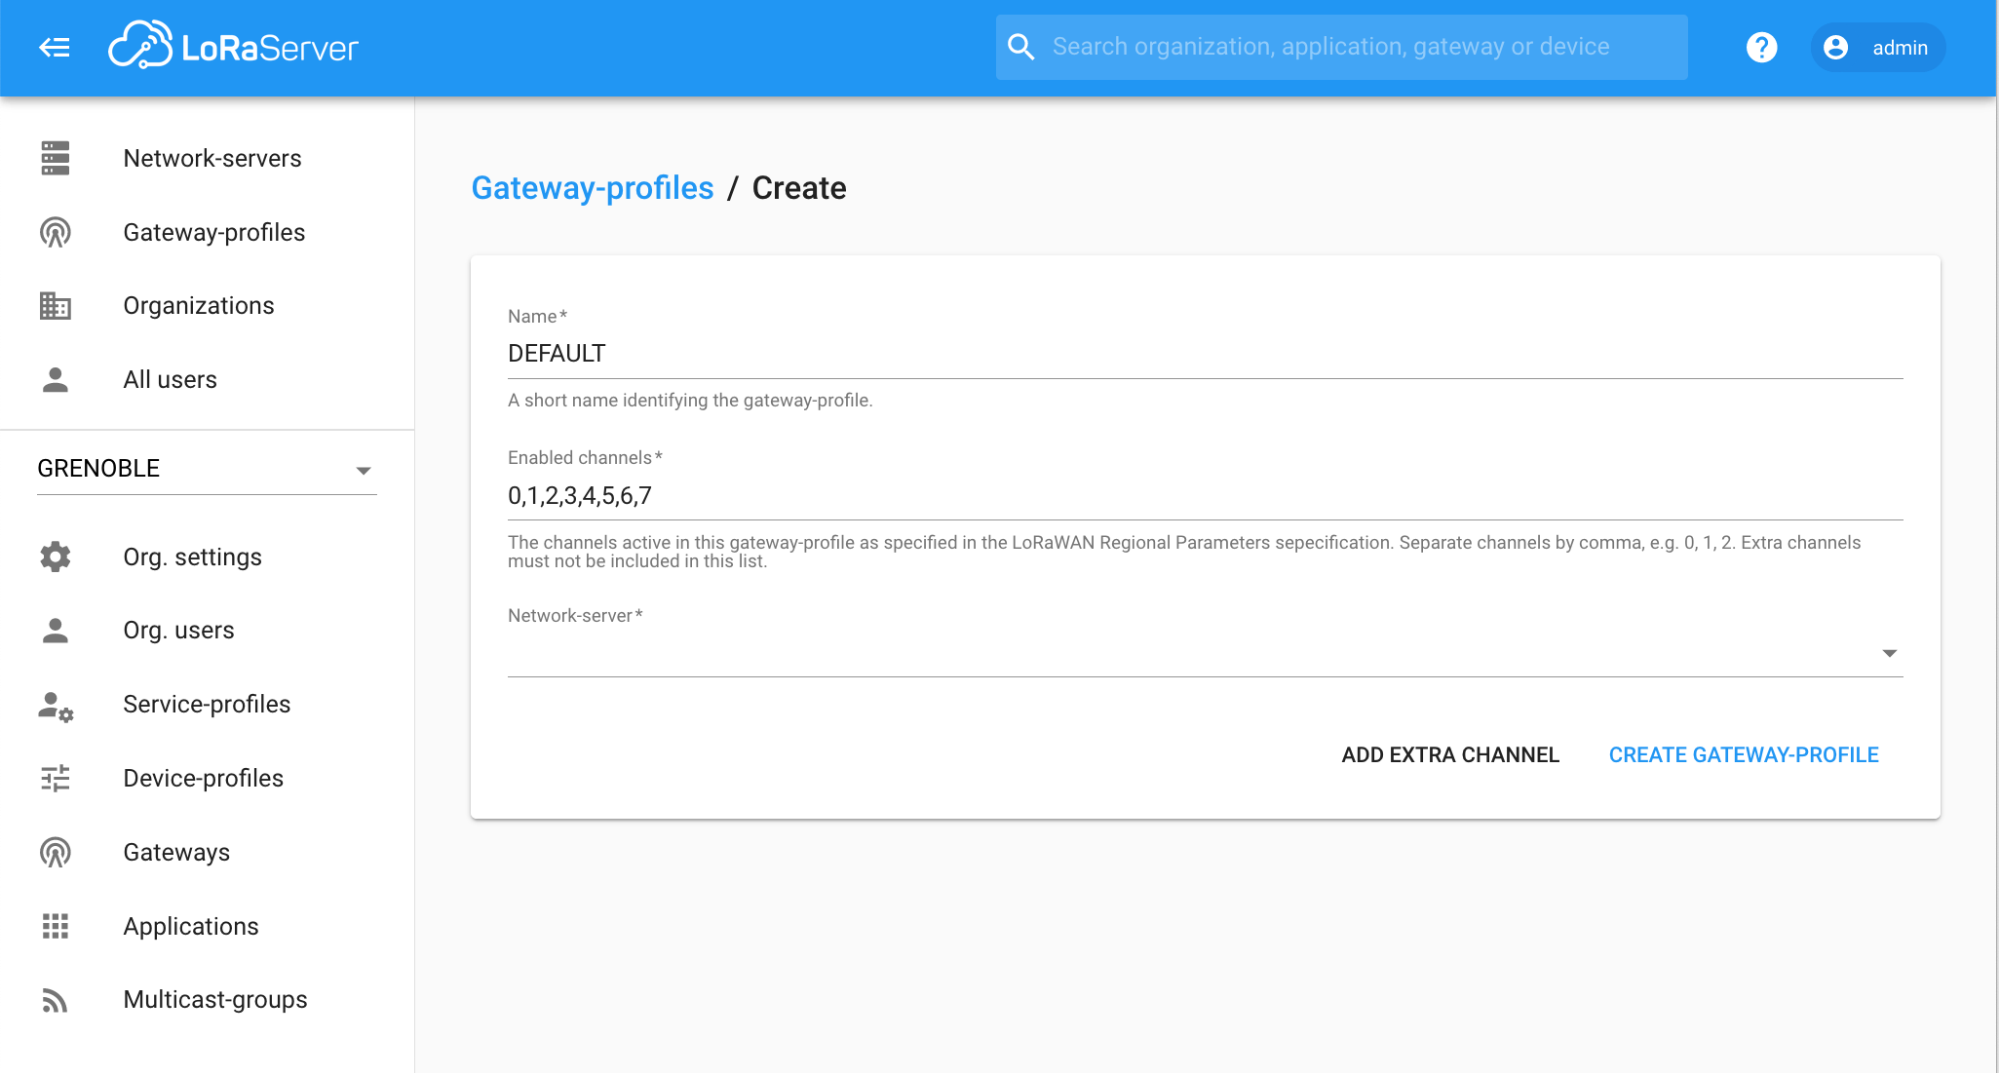 LoRaServer
Search organization, application, gateway or device
?
admin
Network-servers
Gateway-profiles
Organizations
All users
GRENOBLE
Org. settings
Org. users
Service-profiles
Device-profiles
Gateways
Applications
Multicast-groups
Gateway-profiles / Create
Name *
DEFAULT
A short name identifying the gateway-profile.
Enabled channels *
0,1,2,3,4,5,6,7
The channels active in this gateway-profile as specified in the LoRaWAN Regional Parameters sepecification. Separate channels by comma, e.g. 0, 1, 2. Extra channels
must not be included in this list.
Network-server *
ADD EXTRA CHANNEL
CREATE GATEWAY-PROFILE